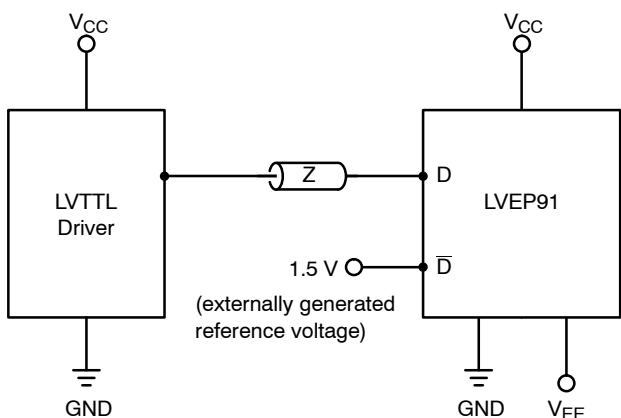 VCC
VCC
Z
D
LVTTL
Driver
LVEP91
1.5 V
D̅
(externally generated
reference voltage)
GND
GND
VEE